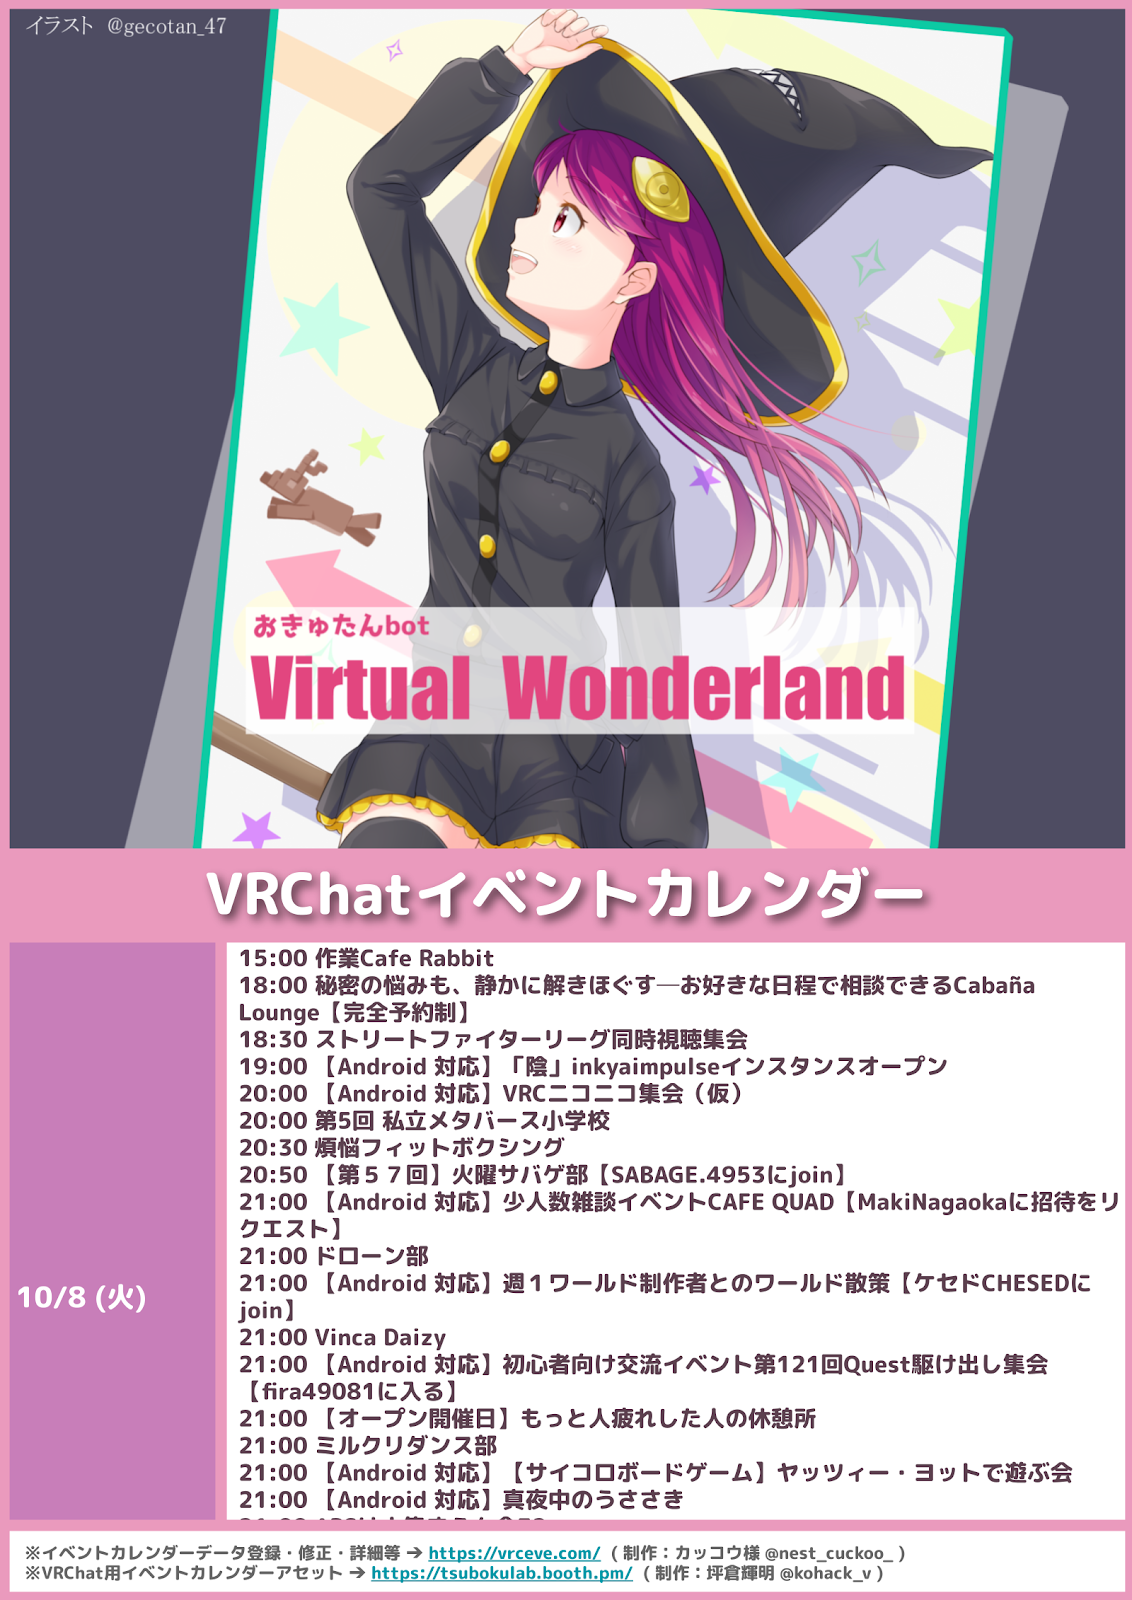 イラスト @gecotan_47
おきゅたんbot
Virtual Wonderland
VRChatイベントカレンダー
10/8 (火)
15:00 作業Cafe Rabbit
18:00 秘密の悩みも、静かに解きほぐす─お好きな日程で相談できるCabaña
Lounge【完全予約制】
18:30 ストリートファイターリーグ同時視聴集会
19:00 【Android 対応】「陰」inkyaimpulseインスタンスオープン
20:00 【Android 対応】VRCニコニコ集会（仮）
20:00 第5回 私立メタバース小学校
20:30 煩悩フィットボクシング
20:50 【第５７回】火曜サバゲ部【SABAGE.4953にjoin】
21:00 【Android 対応】少人数雑談イベントCAFE QUAD【MakiNagaokaに招待をリ
クエスト】
21:00 ドローン部
21:00 【Android 対応】週１ワールド制作者とのワールド散策【ケセドCHESEDに
join】
21:00 Vinca Daizy
21:00 【Android 対応】初心者向け交流イベント第121回Quest駆け出し集会
【fira49081に入る】
21:00 【オープン開催日】もっと人疲れした人の休憩所
21:00 ミルクリダンス部
21:00 【Android 対応】【サイコロボードゲーム】ヤッツィー・ヨットで遊ぶ会
21:00 【Android 対応】真夜中のうささき
※イベントカレンダーデータ登録・修正・詳細等 → https://vrceve.com/ ( 制作：カッコウ様 @nest_cuckoo_ )
※VRChat用イベントカレンダーアセット → https://tsubokulab.booth.pm/ ( 制作：坪倉輝明 @kohack_v )